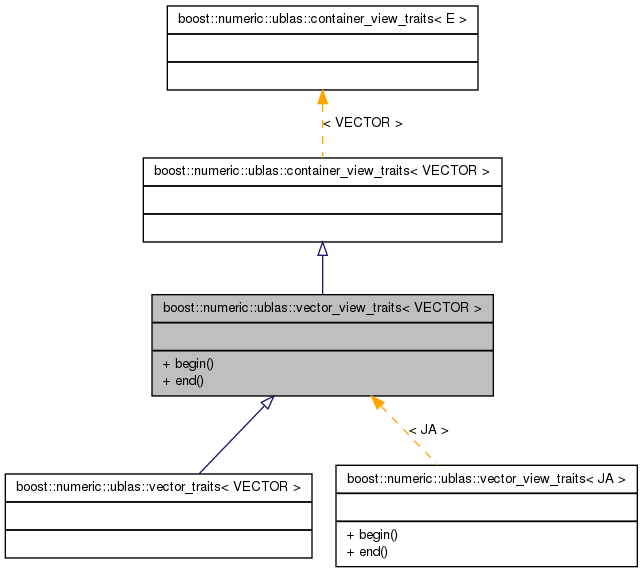 boost::numeric::ublas::container_view_traits< E >
< VECTOR >
boost::numeric::ublas::container_view_traits< VECTOR >
boost::numeric::ublas::vector_view_traits< VECTOR >
+ begin()
+ end()
< JA >
boost::numeric::ublas::vector_traits< VECTOR >
boost::numeric::ublas::vector_view_traits< JA >
+ begin()
+ end()